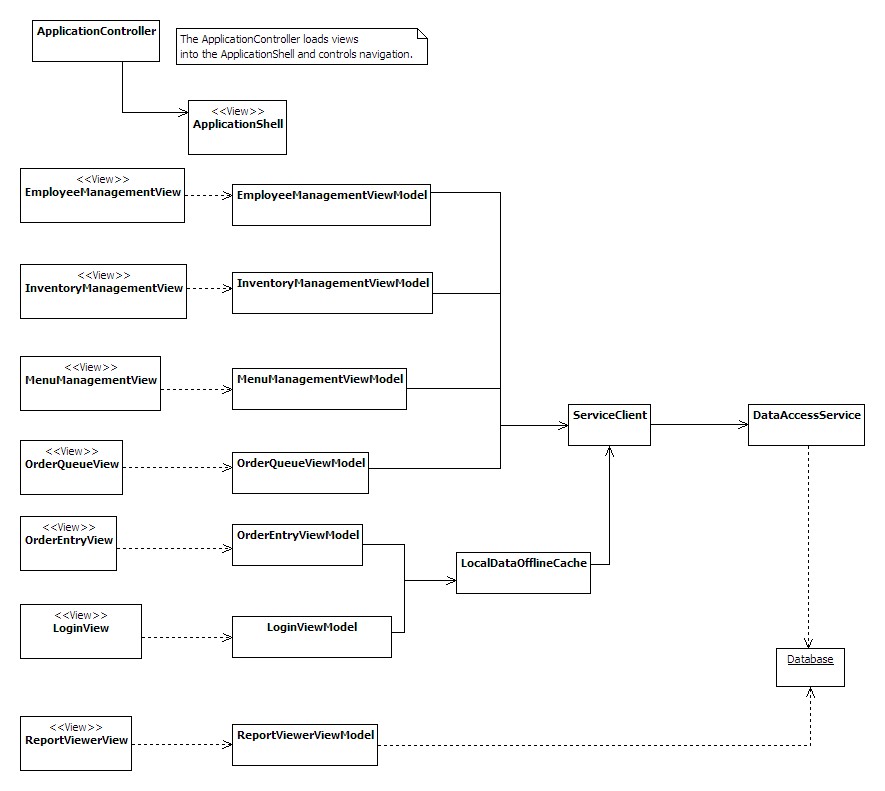 ApplicationController
The ApplicationController loads views
into the ApplicationShell and controls navigation.
<<View>>
ApplicationShell
<<View>>
EmployeeManagementView
EmployeeManagementViewModel
<<View>>
InventoryManagementView
InventoryManagementViewModel
<<View>>
MenuManagementView
MenuManagementViewModel
ServiceClient
DataAccessService
<<View>>
OrderQueueView
OrderQueueViewModel
<<View>>
OrderEntryView
OrderEntryViewModel
LocalDataOfflineCache
<<View>>
LoginView
LoginViewModel
Database
<<View>>
ReportViewerView
ReportViewerViewModel